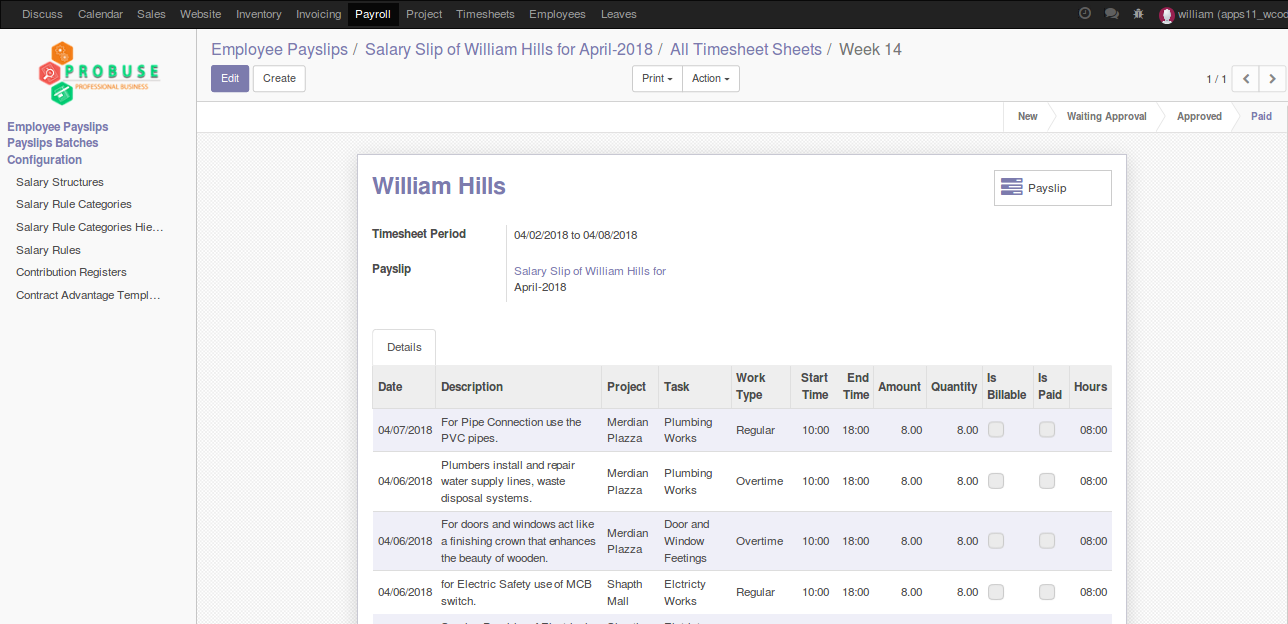 Discuss Calendar Sales Website Inventory Invoicing Payroll Project Timesheets Employees Leaves william (apps11_wcoo
PROBUSE
PROFESSIONAL BUSINESS
Employee Payslips
Payslips Batches
Configuration
Salary Structures
Salary Rule Categories
Salary Rule Categories Hie...
Salary Rules
Contribution Registers
Contract Advantage Templ...
Employee Payslips / Salary Slip of William Hills for April-2018 / All Timesheet Sheets / Week 14
Edit Create Print Action 1 / 1
New Waiting Approval Approved Paid
William Hills
Payslip
Timesheet Period 04/02/2018 to 04/08/2018
Payslip Salary Slip of William Hills for
April-2018
Details
Date Description Project Task Work Type Start Time End Time Amount Quantity Is Billable Is Paid Hours
04/07/2018 For Pipe Connection use the PVC pipes. Merdian Plazza Plumbing Works Regular 10:00 18:00 8.00 8.00 08:00
04/06/2018 Plumbers install and repair water supply lines, waste disposal systems. Merdian Plazza Plumbing Works Overtime 10:00 18:00 8.00 8.00 08:00
04/06/2018 For doors and windows act like a finishing crown that enhances the beauty of wooden. Merdian Plazza Door and Window Feetings Overtime 10:00 18:00 8.00 8.00 08:00
04/06/2018 for Electric Safety use of MCB switch. Shapth Mall Elctricty Works Regular 10:00 18:00 8.00 8.00 08:00